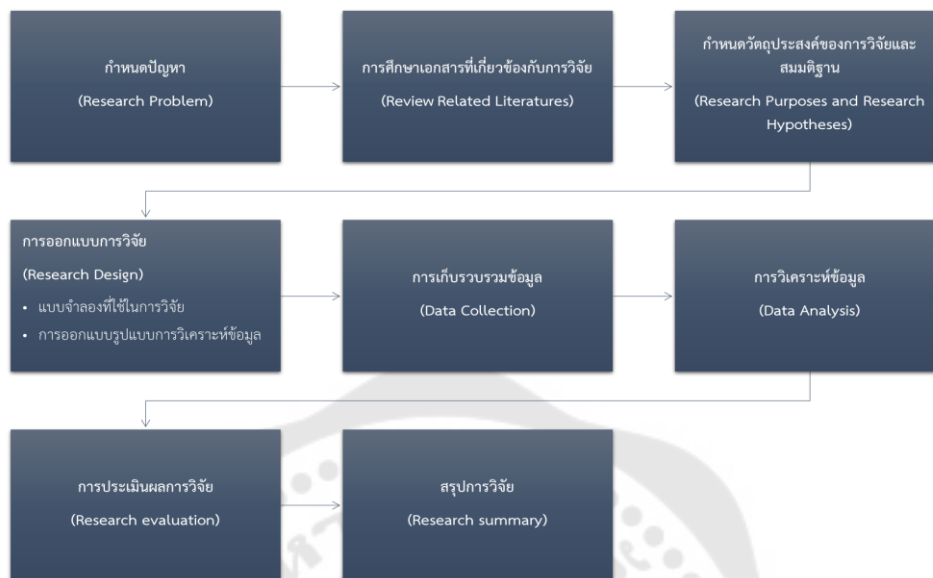 กำหนดปัญหา
(Research Problem)
การศึกษาเอกสารที่เกี่ยวข้องกับการวิจัย
(Review Related Literatures)
กำหนดวัตถุประสงค์ของการวิจัยและ
สมมติฐาน
(Research Purposes and Research
Hypotheses)
การออกแบบการวิจัย
(Research Design)
• แบบจำลองที่ใช้ในการวิจัย
• การออกแบบรูปแบบการวิเคราะห์ข้อมูล
การเก็บรวบรวมข้อมูล
(Data Collection)
การวิเคราะห์ข้อมูล
(Data Analysis)
การประเมินผลการวิจัย
(Research evaluation)
สรุปการวิจัย
(Research summary)